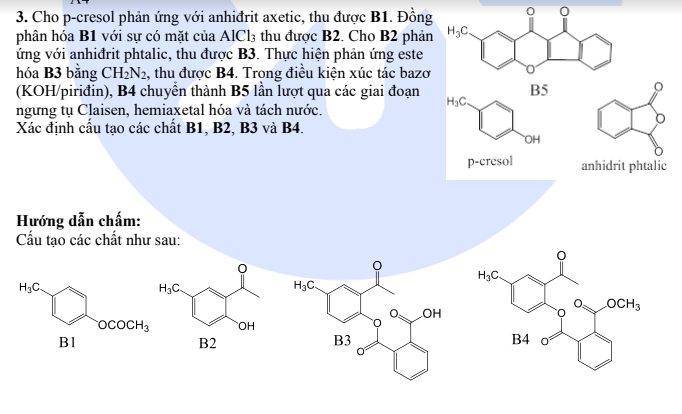 3. Cho p-cresol phản ứng với anhiđrit axetic, thu được B1. Đồng
phân hóa B1 với sự có mặt của AlCl₃ thu được B2. Cho B2 phản
ứng với anhiđrit phtalic, thu được B3. Thực hiện phản ứng este
hóa B3 bằng CH₂N₂, thu được B4. Trong điều kiện xúc tác bazơ
(KOH/piriđin), B4 chuyển thành B5 lần lượt qua các giai đoạn
ngưng tụ Claisen, hemiaxetal hóa và tách nước.
Xác định cấu tạo các chất B1, B2, B3 và B4.
O O
H₃C
O
B5
H₃C
OH
p-cresol
O
O
O
anhidrit phtalic
Hướng dẫn chấm:
Cấu tạo các chất như sau:
H₃C
OCOCH₃
B1
H₃C
O
OH
B2
H₃C
O
O
O
O
OH
B3
H₃C
O
O
O
O
OCH₃
B4